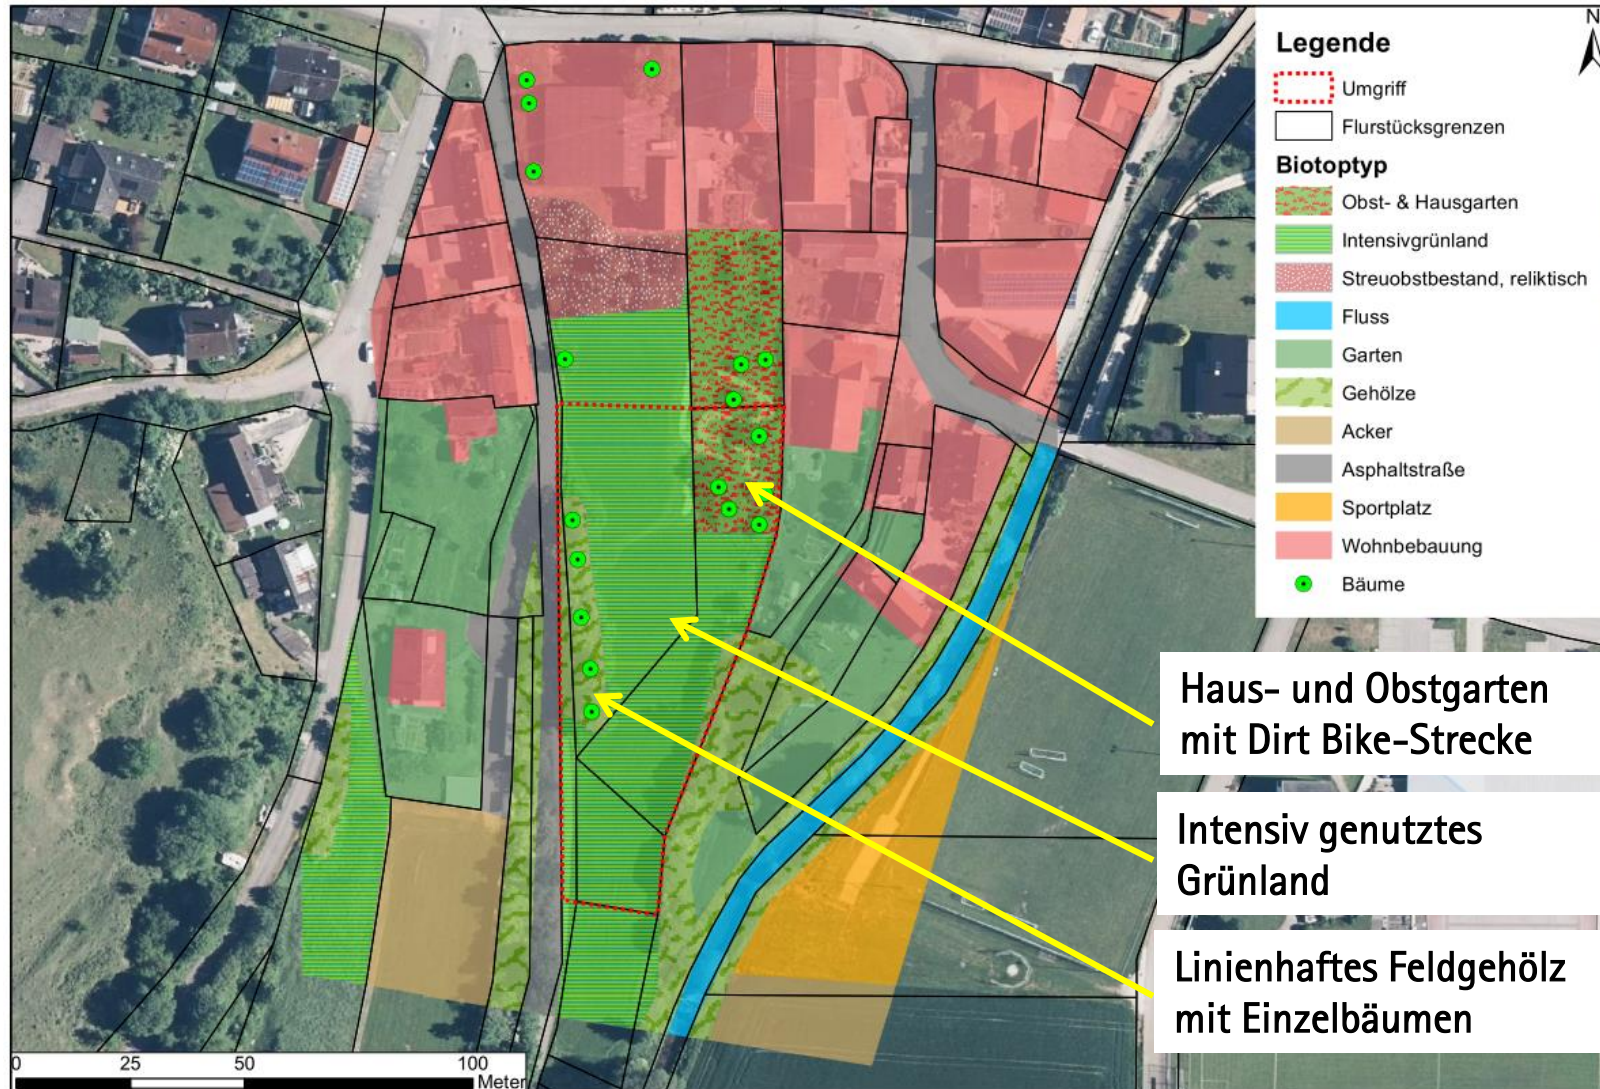 N
Legende
Umgriff
Flurstücksgrenzen
Biotoptyp
Obst- & Hausgarten
Intensivgrünland
Streuobstbestand, reliktisch
Fluss
Garten
Gehölze
Acker
Asphaltstraße
Sportplatz
Wohnbebauung
Bäume
Haus- und Obstgarten
mit Dirt Bike-Strecke
Intensiv genutztes
Grünland
Linienhaftes Feldgehölz
mit Einzelbäumen
0 25 50 100
Meter